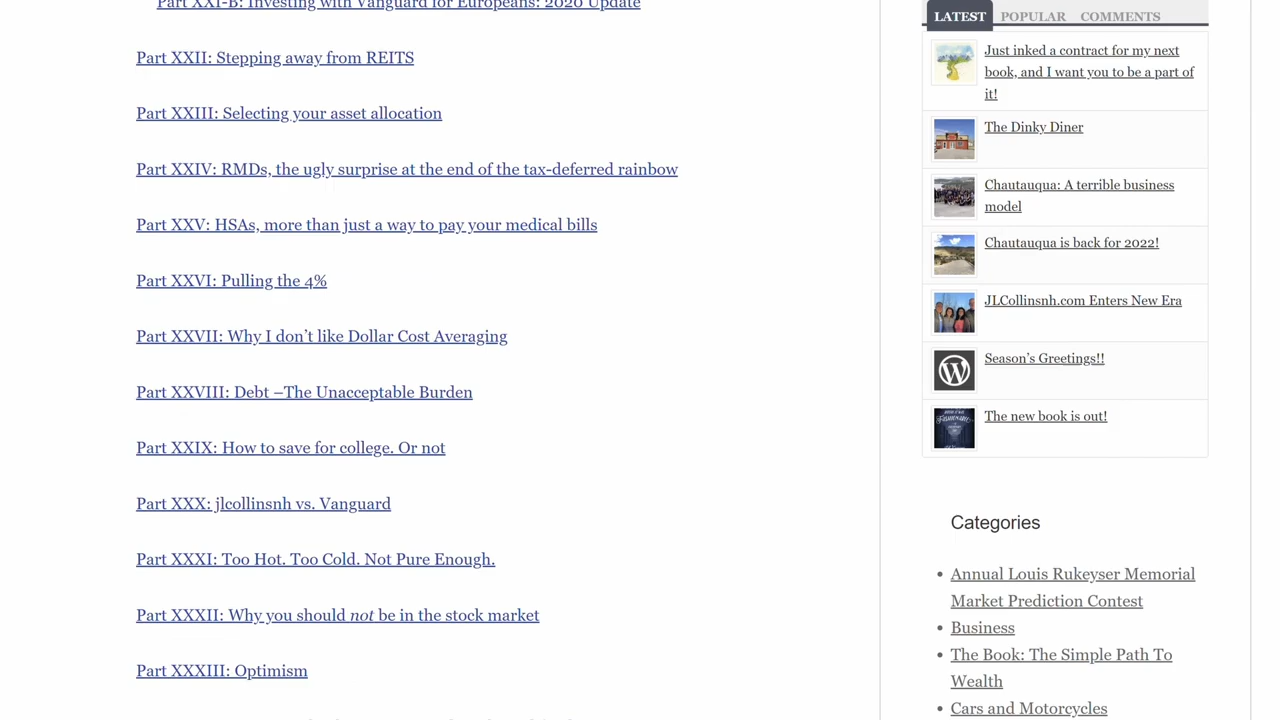 Part XXI-B: Investing with Vanguard for Europeans: 2020 Update
Part XXII: Stepping away from REITS
Part XXIII: Selecting your asset allocation
Part XXIV: RMDs, the ugly surprise at the end of the tax-deferred rainbow
Part XXV: HSAs, more than just a way to pay your medical bills
Part XXVI: Pulling the 4%
Part XXVII: Why I don’t like Dollar Cost Averaging
Part XXVIII: Debt –The Unacceptable Burden
Part XXIX: How to save for college. Or not
Part XXX: jlcollinsnh vs. Vanguard
Part XXXI: Too Hot. Too Cold. Not Pure Enough.
Part XXXII: Why you should not be in the stock market
Part XXXIII: Optimism
LATEST POPULAR COMMENTS
Just inked a contract for my next
book, and I want you to be a part of
it!
The Dinky Diner
Chautauqua: A terrible business
model
Chautauqua is back for 2022!
JLCollinsnh.com Enters New Era
Season’s Greetings!!
The new book is out!
Categories
• Annual Louis Rukeyser Memorial
Market Prediction Contest
• Business
• The Book: The Simple Path To
Wealth
• Cars and Motorcycles